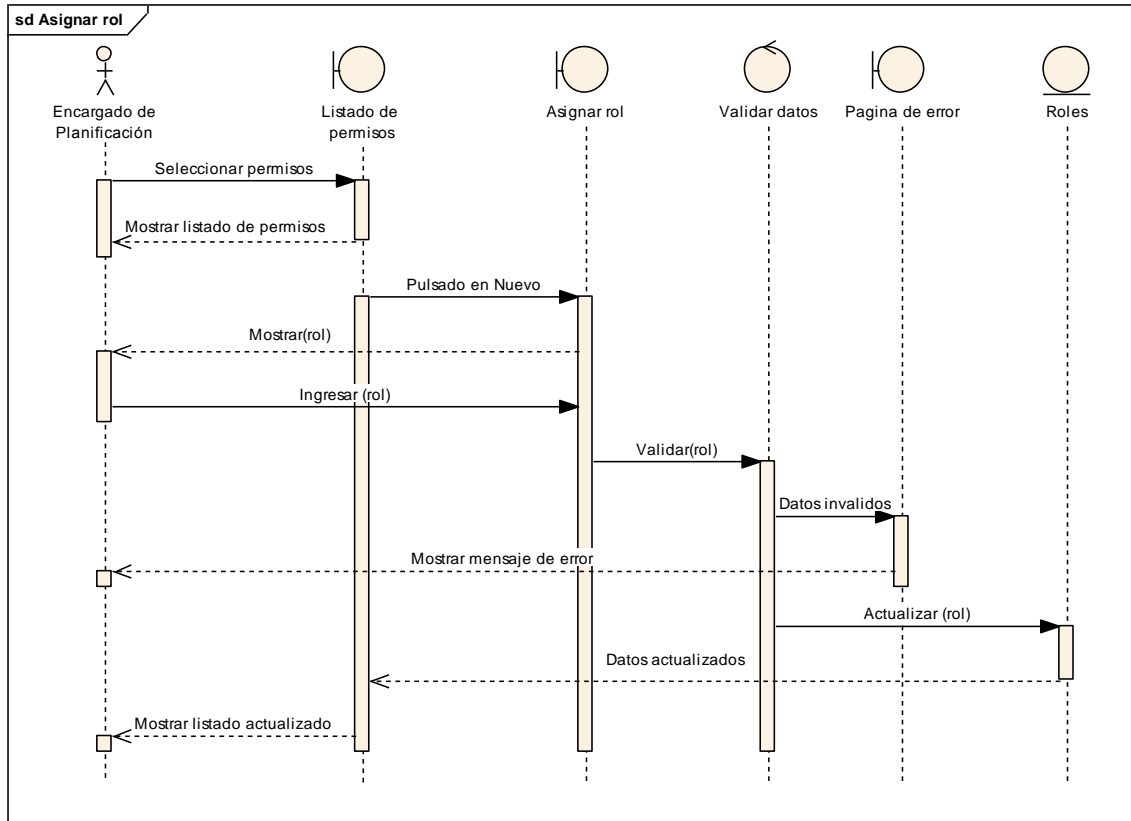 sd Asignar rol
Encargado de
Planificación
Listado de
permisos
Asignar rol
Validar datos
Pagina de error
Roles
Seleccionar permisos
Mostrar listado de permisos
Pulsado en Nuevo
Mostrar(rol)
Ingresar (rol)
Validar(rol)
Datos invalidos
Mostrar mensaje de error
Actualizar (rol)
Datos actualizados
Mostrar listado actualizado